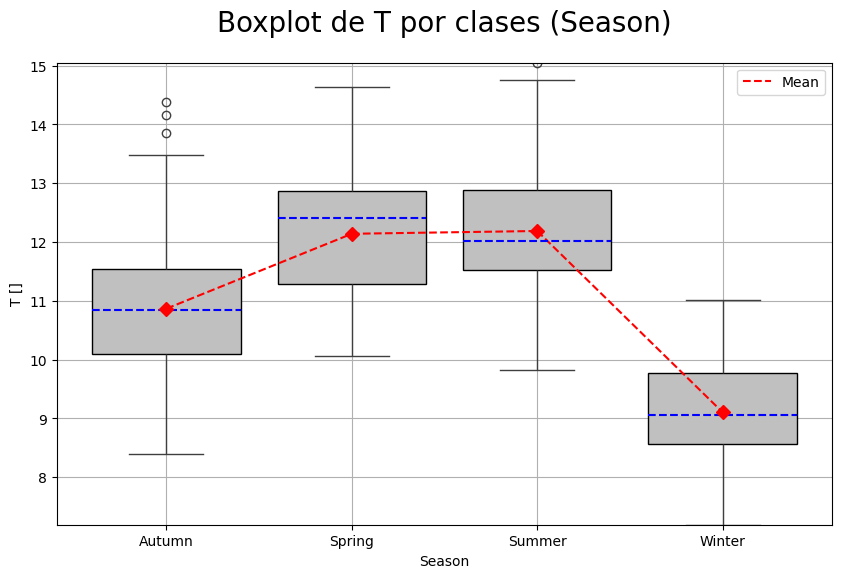 Boxplot de T por clases (Season)
Mean
15
14
13
12
11
10
9
8
T []
Autumn
Spring
Summer
Winter
Season